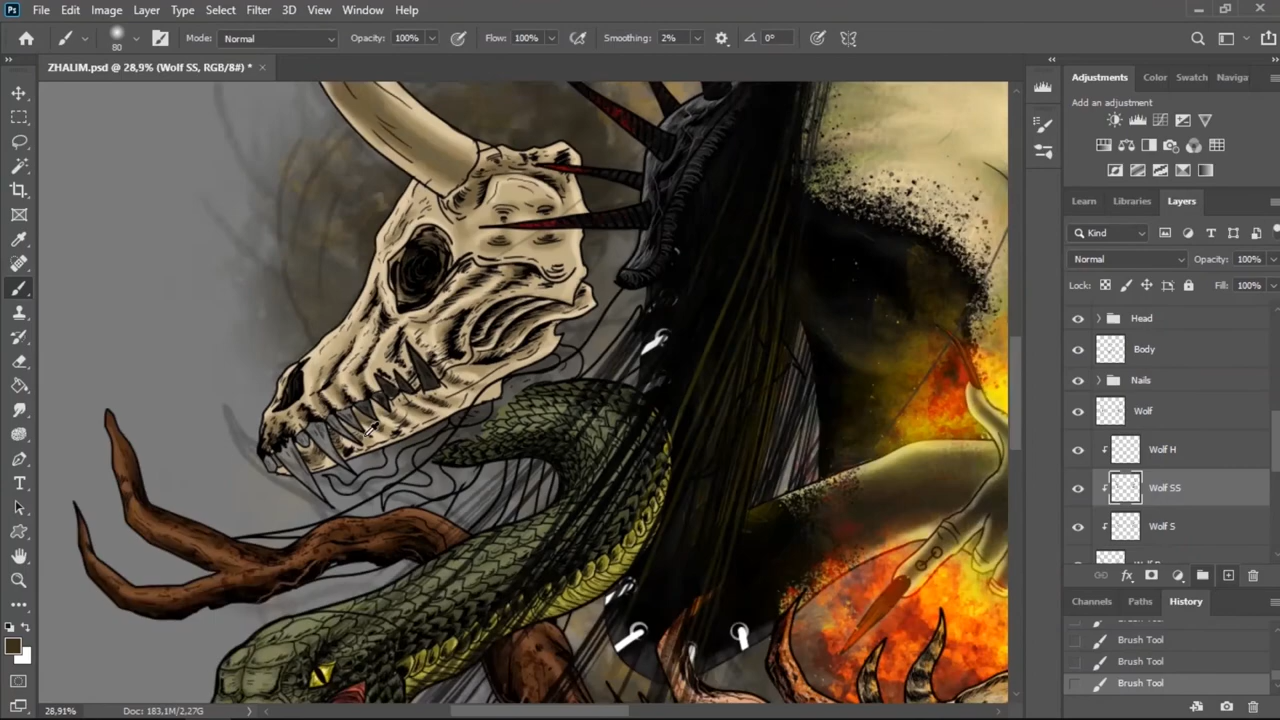 Ps File Edit Image Layer Type Select Filter 3D View Window Help
80 Mode: Normal Opacity: 100% Flow: 100% Smoothing: 2% 0°
ZHALIM.psd @ 28,9% (Wolf SS, RGB/8#) *
Adjustments Color Swatch Naviga
Add an adjustment
Learn Libraries Layers
Kind
Normal Opacity: 100%
Lock: Fill: 100%
Head
Body
Nails
Wolf
Wolf H
Wolf SS
Wolf S
Channels Paths History
Brush Tool
Brush Tool
Brush Tool
28,91% Doc: 183,1M/2,27G